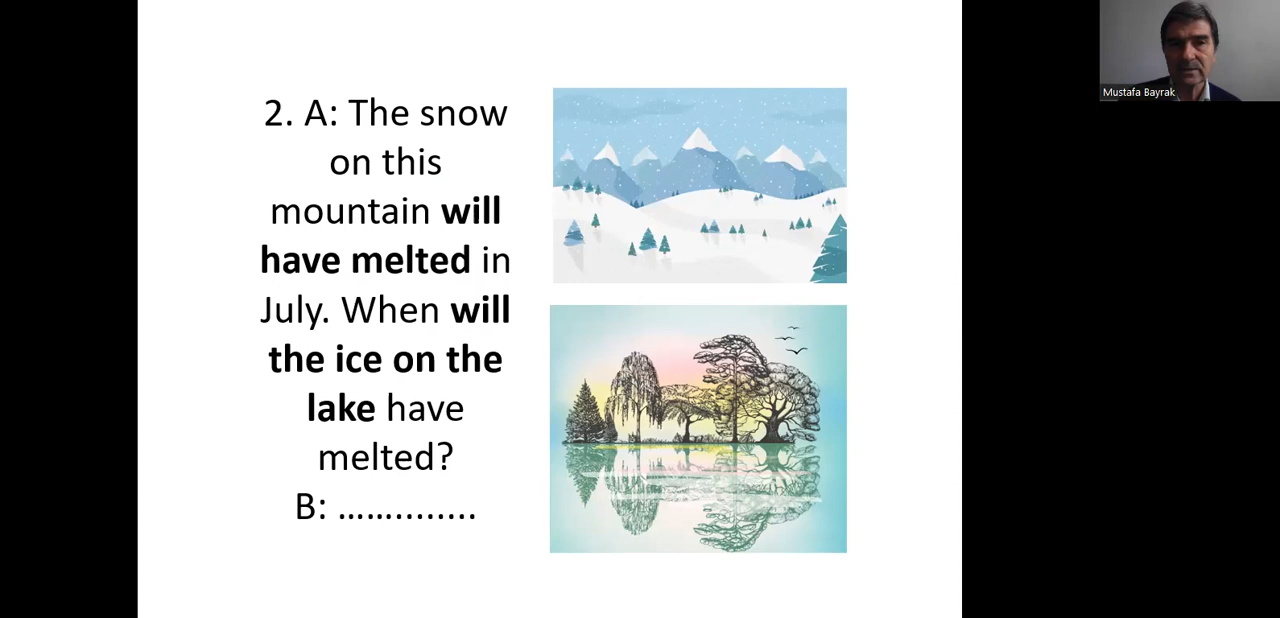 2. A: The snow
on this
mountain will
have melted in
July. When will
the ice on the
lake have
melted?
B: ……........
Mustafa Bayrak